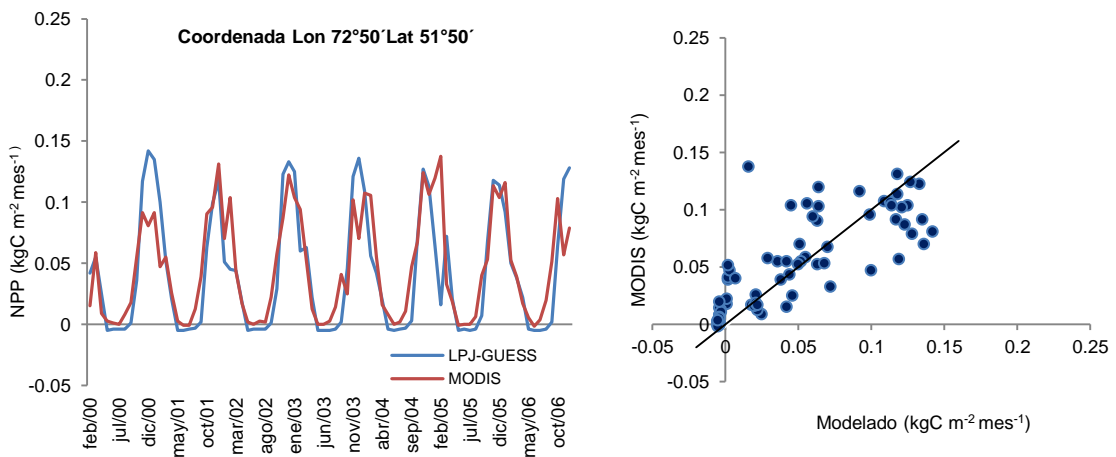 Coordenada Lon 72°50´Lat 51°50´
NPP (kgC m-2 mes-1)
0.25
0.2
0.15
0.1
0.05
0
-0.05
LPJ-GUESS
MODIS
feb/00
jul/00
dic/00
may/01
oct/01
mar/02
ago/02
ene/03
jun/03
nov/03
abr/04
sep/04
feb/05
jul/05
dic/05
may/06
oct/06
MODIS (kgC m-2 mes-1)
0.25
0.2
0.15
0.1
0.05
0
-0.05
-0.05 0 0.05 0.1 0.15 0.2 0.25
Modelado (kgC m-2 mes-1)